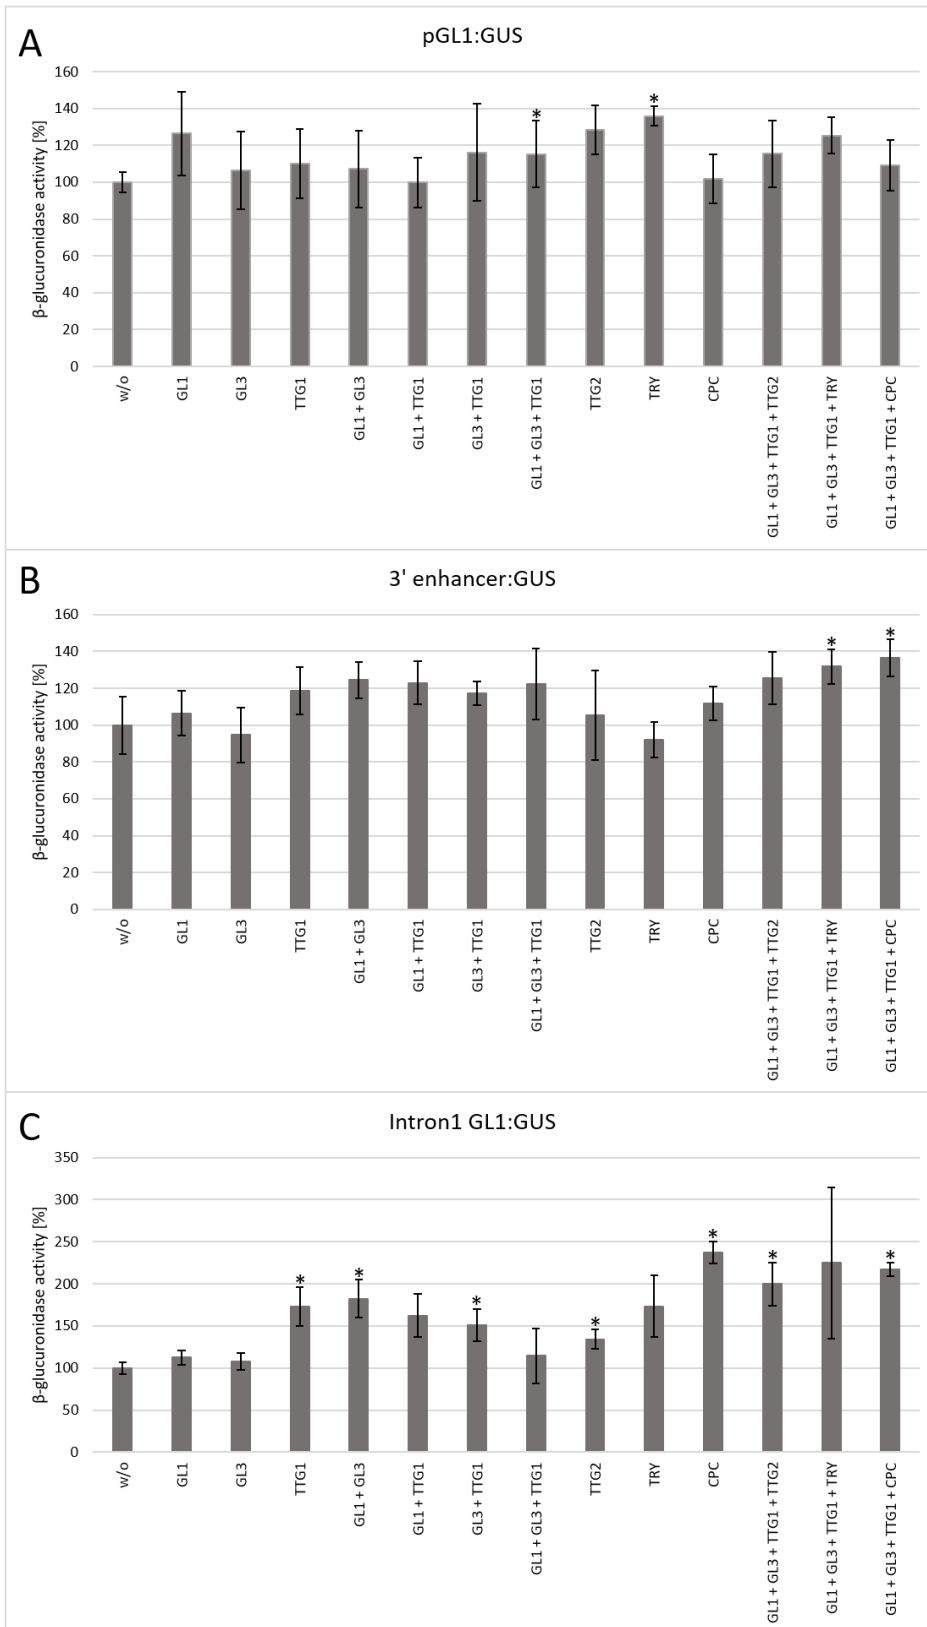 A
pGL1:GUS
β-glucuronidase activity [%]
160
140
120
100
80
60
40
20
0
*
*
w/o
GL1
GL3
TTG1
GL1 + GL3
GL1 + TTG1
GL3 + TTG1
GL1 + GL3 + TTG1
TTG2
TRY
CPC
GL1 + GL3 + TTG1 + TTG2
GL1 + GL3 + TTG1 + TRY
GL1 + GL3 + TTG1 + CPC
B
3' enhancer:GUS
β-glucuronidase activity [%]
160
140
120
100
80
60
40
20
0
*
*
w/o
GL1
GL3
TTG1
GL1 + GL3
GL1 + TTG1
GL3 + TTG1
GL1 + GL3 + TTG1
TTG2
TRY
CPC
GL1 + GL3 + TTG1 + TTG2
GL1 + GL3 + TTG1 + TRY
GL1 + GL3 + TTG1 + CPC
C
Intron1 GL1:GUS
β-glucuronidase activity [%]
350
300
250
200
150
100
50
0
*
*
*
*
*
*
*
w/o
GL1
GL3
TTG1
GL1 + GL3
GL1 + TTG1
GL3 + TTG1
GL1 + GL3 + TTG1
TTG2
TRY
CPC
GL1 + GL3 + TTG1 + TTG2
GL1 + GL3 + TTG1 + TRY
GL1 + GL3 + TTG1 + CPC